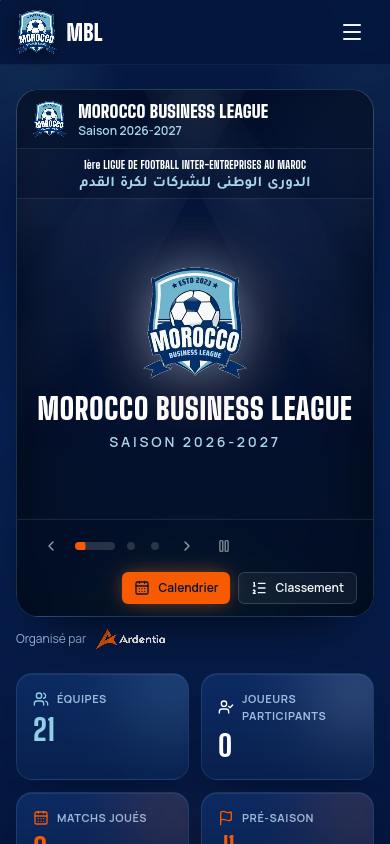 MBL
MOROCCO BUSINESS LEAGUE
Saison 2026-2027
1ère LIGUE DE FOOTBALL INTER-ENTREPRISES AU MAROC
الدورى الوطنى للشركات لكرة القدم
★ ESTD 2023 ★
MOROCCO
BUSINESS LEAGUE
MOROCCO BUSINESS LEAGUE
SAISON 2026-2027
Calendrier
Classement
Organisé par Ardentia
ÉQUIPES
21
JOUEURS
PARTICIPANTS
0
MATCHS JOUÉS
PRÉ-SAISON